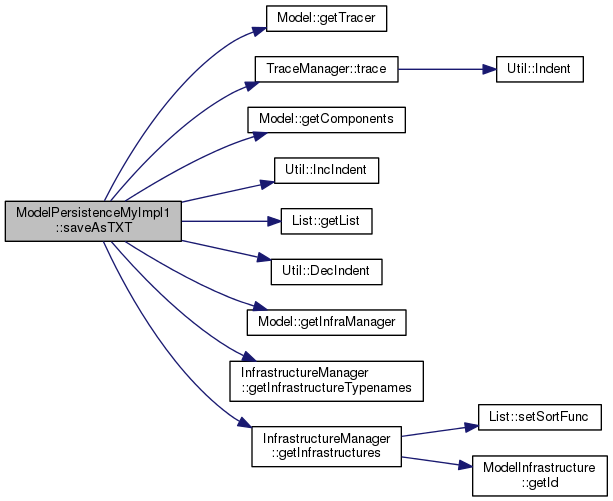 Model::getTracer
TraceManager::trace
Util::Indent
Model::getComponents
Util::IncIndent
ModelPersistenceMyImpl1
::saveAsTXT
List::getList
Util::DecIndent
Model::getInfraManager
InfrastructureManager
::getInfrastructureTypenames
InfrastructureManager
::getInfrastructures
List::setSortFunc
ModelInfrastructure
::getId